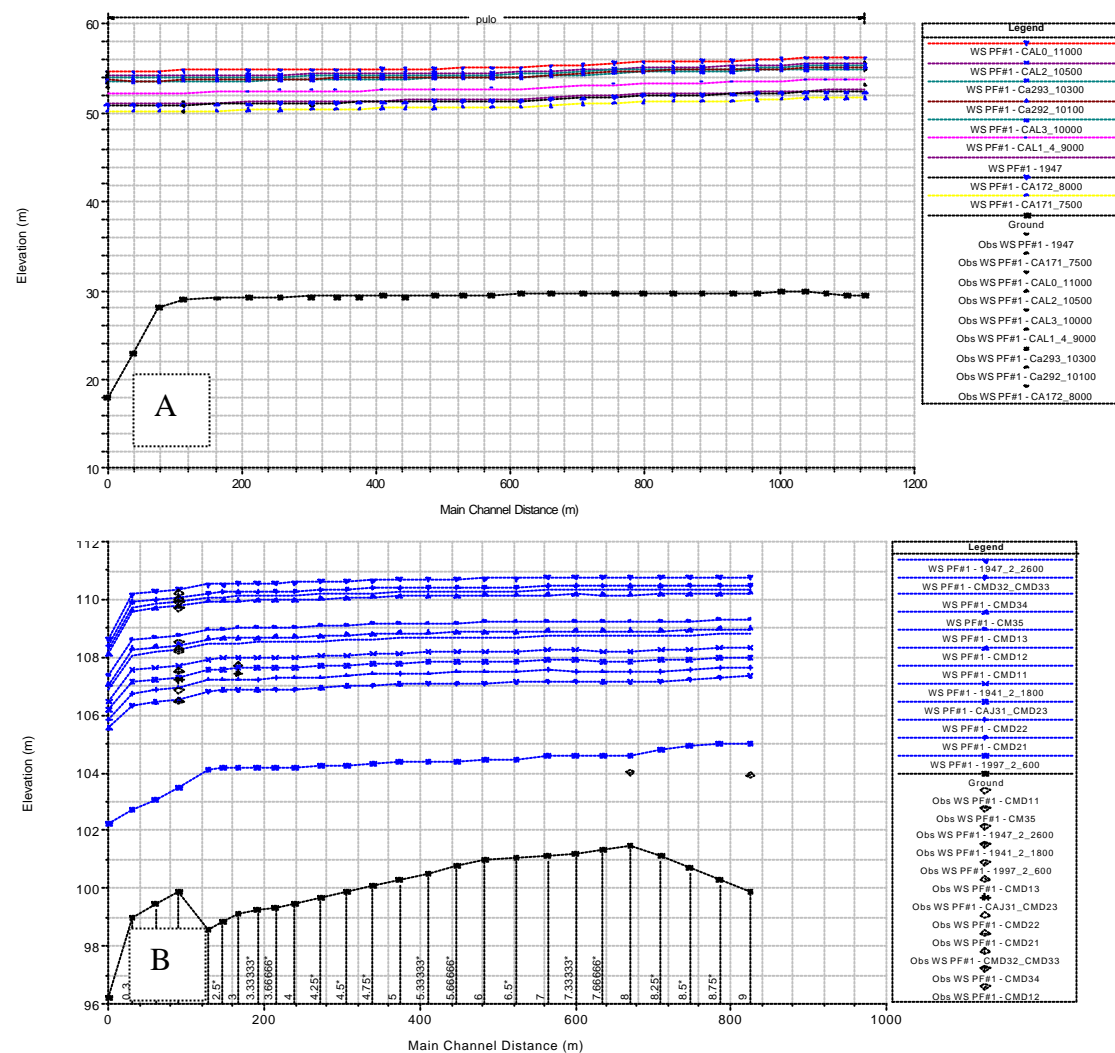 pulo
60
50
40
30
20
10
0
200
400
600
800
1000
1200
Elevation (m)
Main Channel Distance (m)
A
Legend
WS PF#1 - CAL0_11000
WS PF#1 - CAL2_10500
WS PF#1 - Ca293_10300
WS PF#1 - Ca292_10100
WS PF#1 - CAL3_10000
WS PF#1 - CAL1_4_9000
WS PF#1 - 1947
WS PF#1 - CA172_8000
WS PF#1 - CA171_7500
Ground
Obs WS PF#1 - 1947
Obs WS PF#1 - CA171_7500
Obs WS PF#1 - CAL0_11000
Obs WS PF#1 - CAL2_10500
Obs WS PF#1 - CAL3_10000
Obs WS PF#1 - CAL1_4_9000
Obs WS PF#1 - Ca293_10300
Obs WS PF#1 - Ca292_10100
Obs WS PF#1 - CA172_8000
112
110
108
106
104
102
100
98
96
0
200
400
600
800
1000
Elevation (m)
Main Channel Distance (m)
B
0.3
2.5*
3
3.33333*
3.66666*
4
4.25*
4.5*
4.75*
5
5.33333*
5.66666*
6
6.5*
7
7.33333*
7.66666*
8
8.25*
8.5*
8.75*
9
Legend
WS PF#1 - 1947_2_2600
WS PF#1 - CMD32_CMD33
WS PF#1 - CMD34
WS PF#1 - CM35
WS PF#1 - CMD13
WS PF#1 - CMD12
WS PF#1 - CMD11
WS PF#1 - 1941_2_1800
WS PF#1 - CAJ31_CMD23
WS PF#1 - CMD22
WS PF#1 - CMD21
WS PF#1 - 1997_2_600
Ground
Obs WS PF#1 - CMD11
Obs WS PF#1 - CM35
Obs WS PF#1 - 1947_2_2600
Obs WS PF#1 - 1941_2_1800
Obs WS PF#1 - 1997_2_600
Obs WS PF#1 - CMD13
Obs WS PF#1 - CAJ31_CMD23
Obs WS PF#1 - CMD22
Obs WS PF#1 - CMD21
Obs WS PF#1 - CMD32_CMD33
Obs WS PF#1 - CMD34
Obs WS PF#1 - CMD12